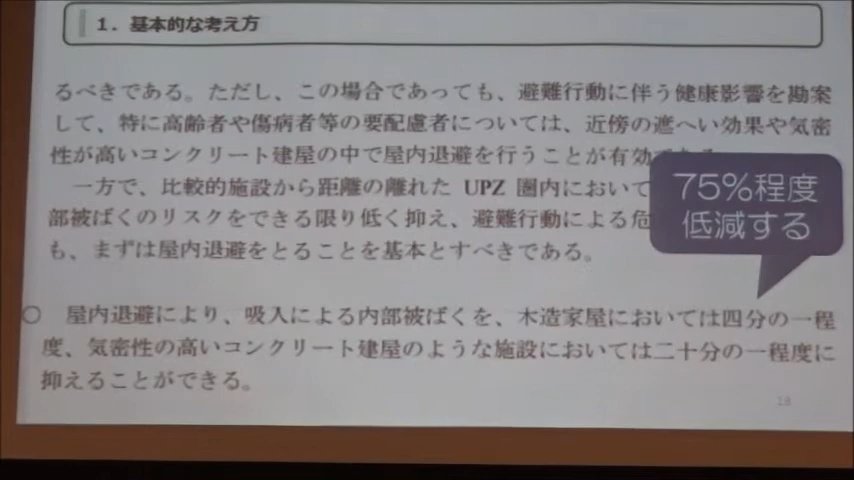 1. 基本的な考え方
るべきである。ただし、この場合であっても、避難行動に伴う健康影響を勘案
して、特に高齢者や傷病者等の要配慮者については、近傍の遮へい効果や気密
性が高いコンクリート建屋の中で屋内退避を行うことが有効
一方で、比較的施設から距離の離れた UPZ 圏内において
部被ばくのリスクをできる限り低く抑え、避難行動による危
も、まずは屋内退避をとることを基本とすべきである。
75%程度
低減する
○ 屋内退避により、吸入による内部被ばくを、木造家屋においては四分の一程
度、気密性の高いコンクリート建屋のような施設においては二十分の一程度に
抑えることができる。
18